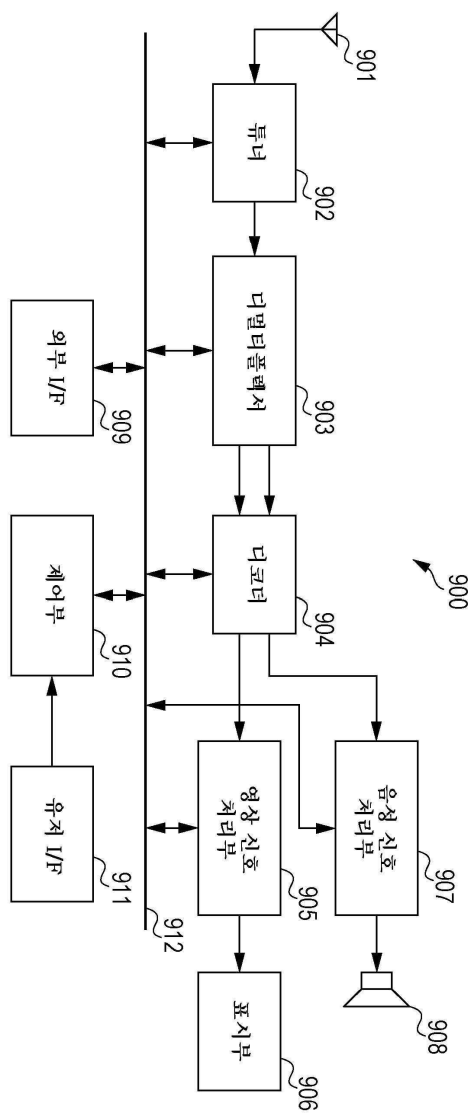 900
901
음성 신호
처리부
907
908
튜너
902
디멀티플렉서
903
디코더
904
영상 신호
처리부
905
표시부
906
912
외부 I/F
909
제어부
910
유저 I/F
911